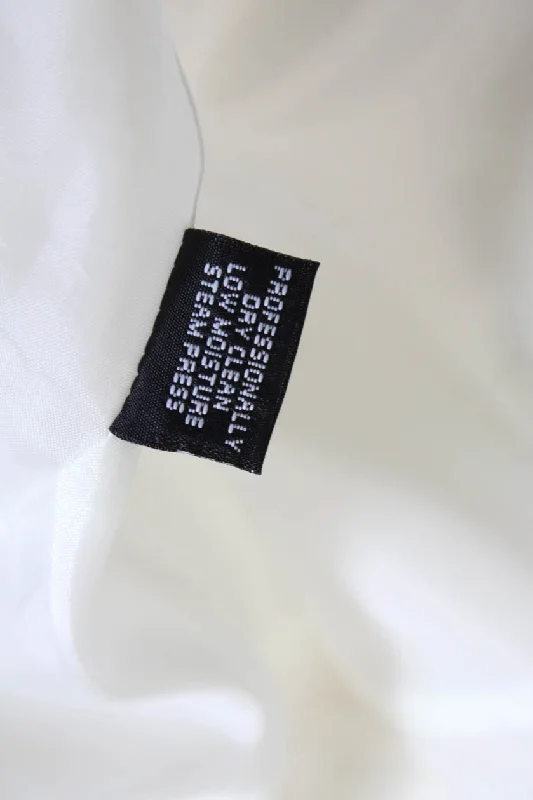 PROFESSIONALLY
DRY CLEAN
LOW MOISTURE
STEAM PRESS